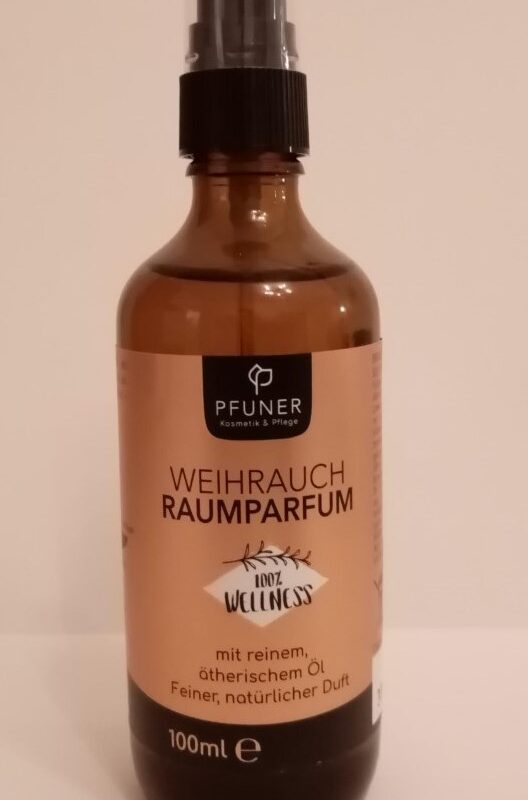 PFUNER
Kosmetik & Pflege
WEIHRAUCH
RAUMPARFUM
100%
WELLNESS
mit reinem,
ätherischem Öl
Feiner, natürlicher Duft
100ml ℮